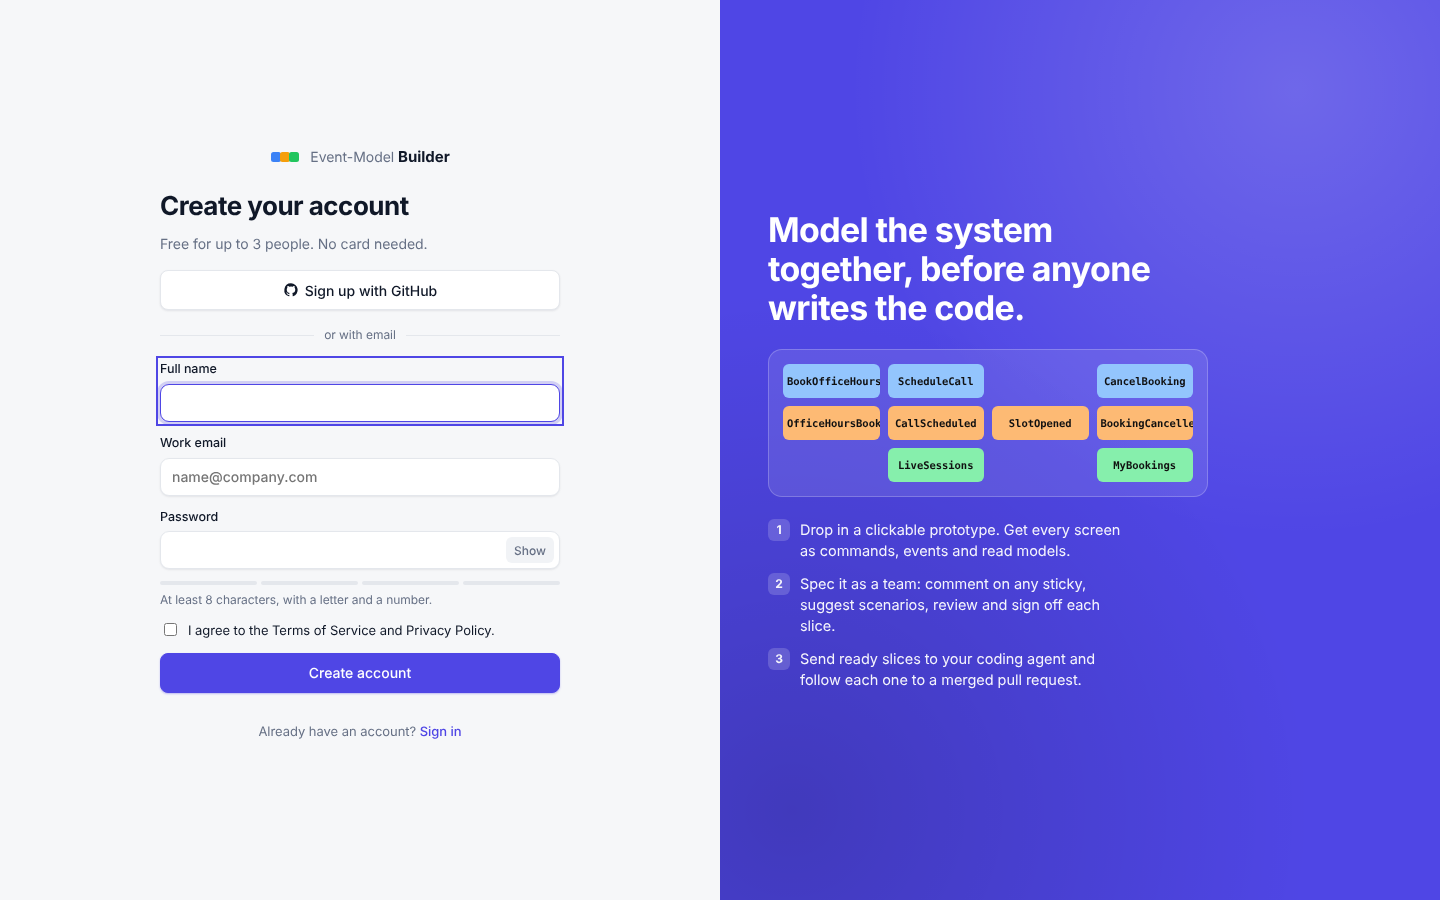 Event-Model Builder
Create your account
Free for up to 3 people. No card needed.
Sign up with GitHub
or with email
Full name
Work email
name@company.com
Password
Show
At least 8 characters, with a letter and a number.
I agree to the Terms of Service and Privacy Policy.
Create account
Already have an account? Sign in
Model the system
together, before anyone
writes the code.
BookOfficeHours ScheduleCall CancelBooking
OfficeHoursBook CallScheduled SlotOpened BookingCancelle
LiveSessions MyBookings
1 Drop in a clickable prototype. Get every screen
as commands, events and read models.
2 Spec it as a team: comment on any sticky,
suggest scenarios, review and sign off each
slice.
3 Send ready slices to your coding agent and
follow each one to a merged pull request.